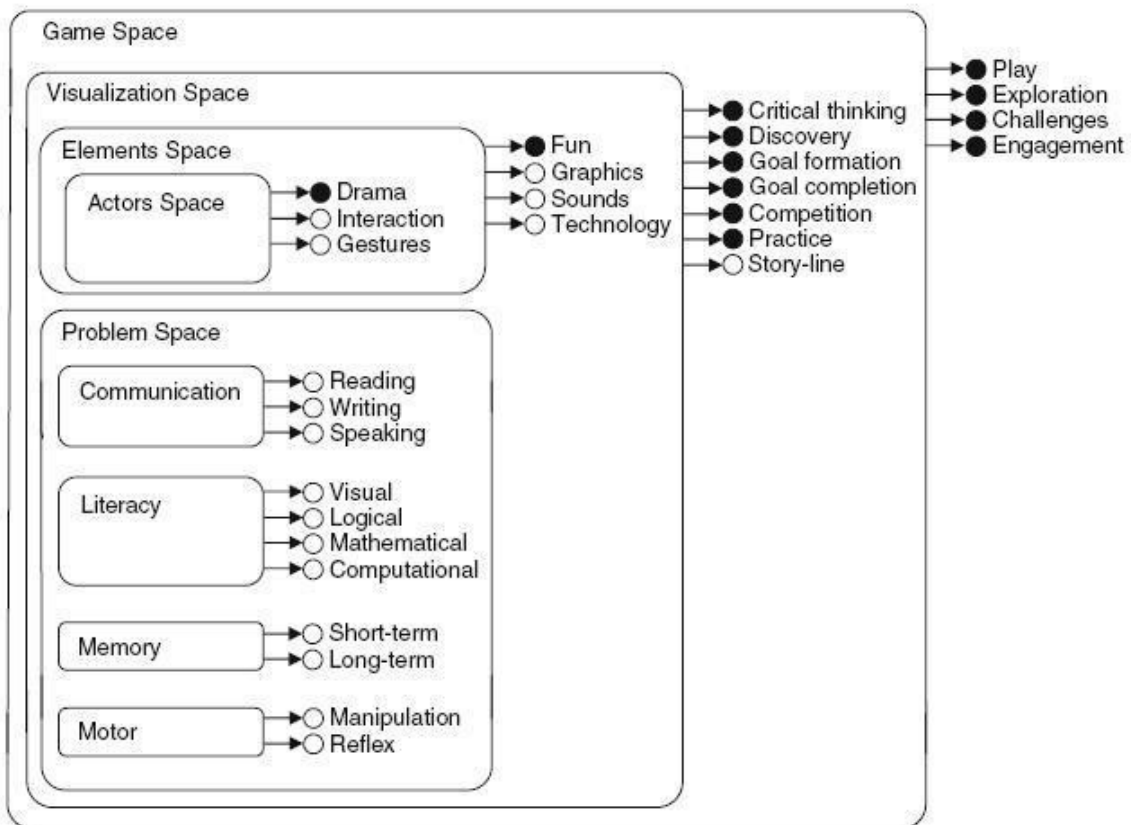 Game Space
Play
Exploration
Challenges
Engagement
Visualization Space
Critical thinking
Discovery
Goal formation
Goal completion
Competition
Practice
Story-line
Elements Space
Fun
Graphics
Sounds
Technology
Actors Space
Drama
Interaction
Gestures
Problem Space
Communication
Reading
Writing
Speaking
Literacy
Visual
Logical
Mathematical
Computational
Memory
Short-term
Long-term
Motor
Manipulation
Reflex